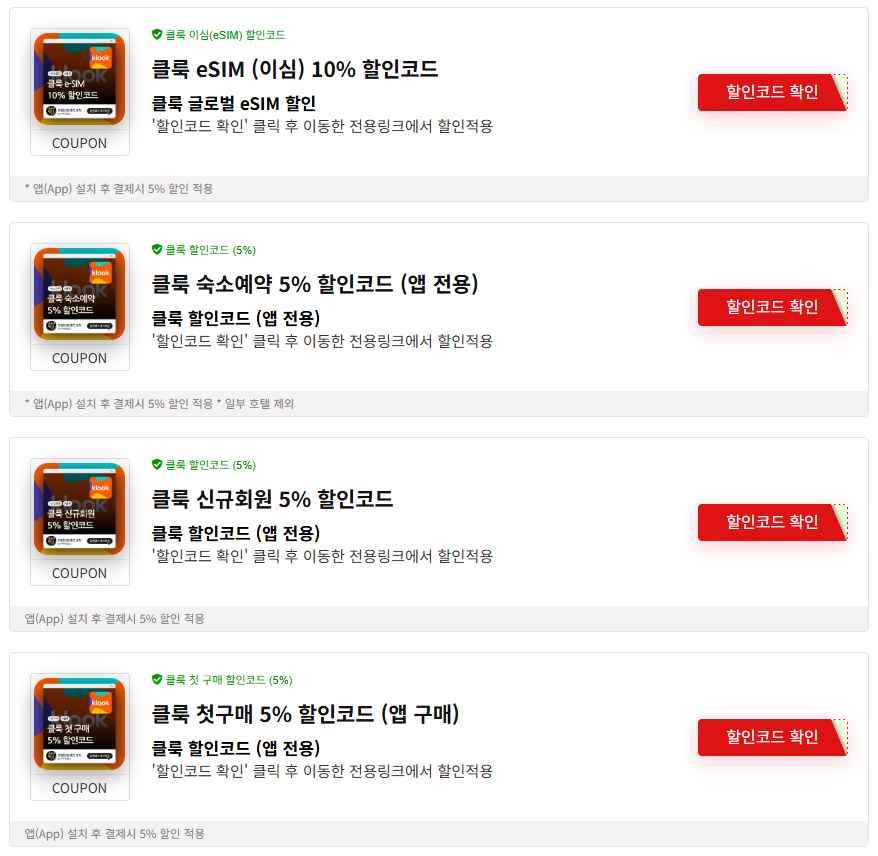 클룩 이심(eSIM) 할인코드
klook
클룩 e-SIM
10% 할인코드
COUPON
클룩 eSIM (이심) 10% 할인코드
클룩 글로벌 eSIM 할인
'할인코드 확인' 클릭 후 이동한 전용링크에서 할인적용
할인코드 확인
* 앱(App) 설치 후 결제시 5% 할인 적용
클룩 할인코드 (5%)
klook
클룩 숙소예약
5% 할인코드
COUPON
클룩 숙소예약 5% 할인코드 (앱 전용)
클룩 할인코드 (앱 전용)
'할인코드 확인' 클릭 후 이동한 전용링크에서 할인적용
할인코드 확인
* 앱(App) 설치 후 결제시 5% 할인 적용 * 일부 호텔 제외
클룩 할인코드 (5%)
klook
클룩 신규회원
5% 할인코드
COUPON
클룩 신규회원 5% 할인코드
클룩 할인코드 (앱 전용)
'할인코드 확인' 클릭 후 이동한 전용링크에서 할인적용
할인코드 확인
앱(App) 설치 후 결제시 5% 할인 적용
클룩 첫 구매 할인코드 (5%)
klook
클룩 첫 구매
5% 할인코드
COUPON
클룩 첫구매 5% 할인코드 (앱 구매)
클룩 할인코드 (앱 전용)
'할인코드 확인' 클릭 후 이동한 전용링크에서 할인적용
할인코드 확인
앱(App) 설치 후 결제시 5% 할인 적용